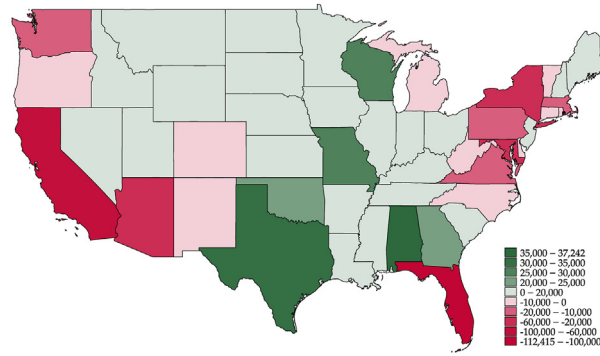 35,000 – 37,242
30,000 – 35,000
25,000 – 30,000
20,000 – 25,000
0 – 20,000
-10,000 – 0
-20,000 – -10,000
-60,000 – -20,000
-100,000 – -60,000
-112,415 – -100,000